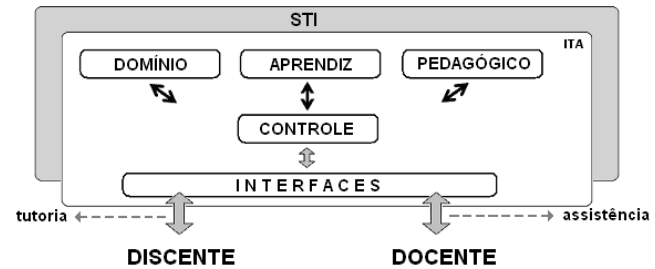 STI
ITA
DOMÍNIO APRENDIZ PEDAGÓGICO
CONTROLE
INTERFACES
tutoria assistência
DISCENTE DOCENTE